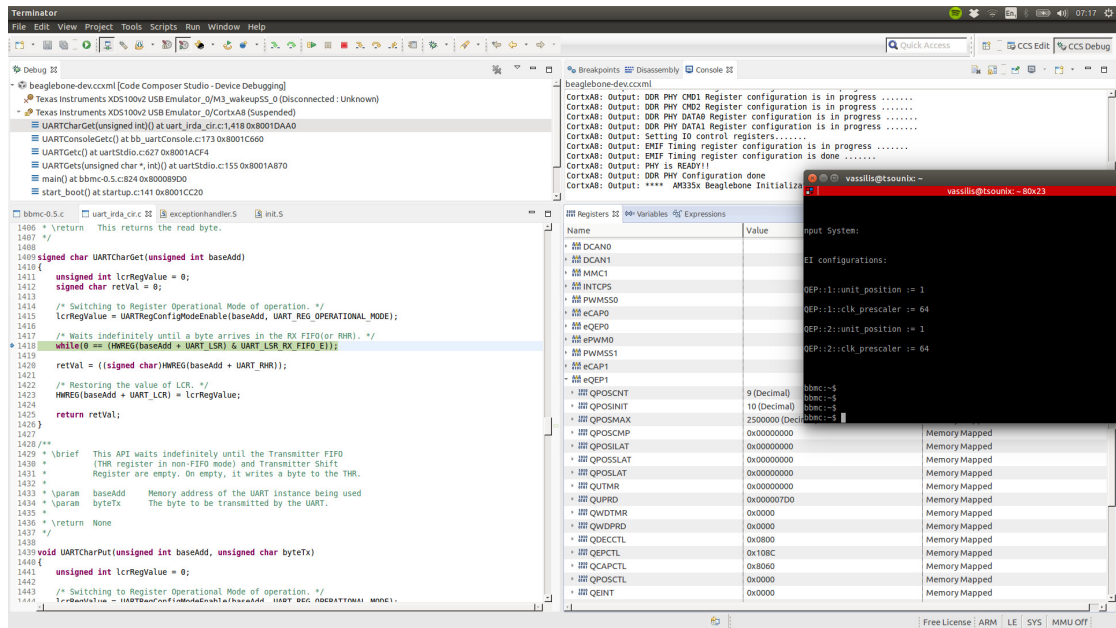 Terminator
En
07:17
File Edit View Project Tools Scripts Run Window Help
Quick Access
CCS Edit
CCS Debug
Debug
beaglebone-dev.ccxml [Code Composer Studio - Device Debugging]
Texas Instruments XDS100v2 USB Emulator_0/M3_wakeupSS_0 (Disconnected : Unknown)
Texas Instruments XDS100v2 USB Emulator_0/CortxA8 (Suspended)
UARTCharGet(unsigned int)() at uart_irda_cir.c:1,418 0x8001DAA0
UARTConsoleGetc() at bb_uartConsole.c:173 0x8001C660
UARTGetc() at uartStdio.c:627 0x8001ACF4
UARTGets(unsigned char *, int)() at uartStdio.c:155 0x8001A870
main() at bbmc-0.5.c:824 0x800089D0
start_boot() at startup.c:141 0x8001CC20
Breakpoints Disassembly Console
beaglebone-dev.ccxml
CortxA8: Output: DDR PHY CMD1 Register configuration is in progress .......
CortxA8: Output: DDR PHY CMD2 Register configuration is in progress .......
CortxA8: Output: DDR PHY DATA0 Register configuration is in progress .......
CortxA8: Output: DDR PHY DATA1 Register configuration is in progress .......
CortxA8: Output: Setting IO control registers.......
CortxA8: Output: EMIF Timing register configuration is in progress .......
CortxA8: Output: EMIF Timing register configuration is done .......
CortxA8: Output: PHY is READY!!
CortxA8: Output: DDR PHY Configuration done
CortxA8: Output: **** AM335x Beaglebone Initializa
vassilis@tsounix: ~
vassilis@tsounix: ~ 80x23
nput System:
EI configurations:
QEP::1::unit_position := 1
QEP::1::clk_prescaler := 64
QEP::2::unit_position := 1
QEP::2::clk_prescaler := 64
bbmc:~$
bbmc:~$
bbmc:~$
bbmc:~$
bbmc-0.5.c uart_irda_cir.c exceptionhandler.S init.S
1406 * \return This returns the read byte.
1407 */
1408
1409 signed char UARTCharGet(unsigned int baseAdd)
1410 {
1411 unsigned int lcrRegValue = 0;
1412 signed char retVal = 0;
1413
1414 /* Switching to Register Operational Mode of operation. */
1415 lcrRegValue = UARTRegConfigModeEnable(baseAdd, UART_REG_OPERATIONAL_MODE);
1416
1417 /* Waits indefinitely until a byte arrives in the RX FIFO(or RHR). */
1418 while(0 == (HWREG(baseAdd + UART_LSR) & UART_LSR_RX_FIFO_E));
1419
1420 retVal = ((signed char)HWREG(baseAdd + UART_RHR));
1421
1422 /* Restoring the value of LCR. */
1423 HWREG(baseAdd + UART_LCR) = lcrRegValue;
1424
1425 return retVal;
1426 }
1427
1428 /**
1429 * \brief This API waits indefinitely until the Transmitter FIFO
1430 * (THR register in non-FIFO mode) and Transmitter Shift
1431 * Register are empty. On empty, it writes a byte to the THR.
1432 *
1433 * \param baseAdd Memory address of the UART instance being used
1434 * \param byteTx The byte to be transmitted by the UART.
1435 *
1436 * \return None
1437 */
1438
1439 void UARTCharPut(unsigned int baseAdd, unsigned char byteTx)
1440 {
1441 unsigned int lcrRegValue = 0;
1442
1443 /* Switching to Register Operational Mode of operation. */
1444 lcrRegValue = UARTRegConfigModeEnable(baseAdd, UART_REG_OPERATIONAL_MODE);
Registers Variables Expressions
Name Value
DCAN0
DCAN1
MMC1
INTCPS
PWMSS0
eCAP0
eQEP0
ePWM0
PWMSS1
eCAP1
eQEP1
QPOSCNT 9 (Decimal)
QPOSINIT 10 (Decimal)
QPOSMAX 2500000 (Deci
QPOSCMP 0x00000000 Memory Mapped
QPOSILAT 0x00000000 Memory Mapped
QPOSSLAT 0x00000000 Memory Mapped
QPOSLAT 0x00000000 Memory Mapped
QUTMR 0x00000000 Memory Mapped
QUPRD 0x000007D0 Memory Mapped
QWDTMR 0x0000 Memory Mapped
QWDPRD 0x0000 Memory Mapped
QDECCTL 0x0800 Memory Mapped
QEPCTL 0x108C Memory Mapped
QCAPCTL 0x8060 Memory Mapped
QPOSCTL 0x0000 Memory Mapped
QEINT 0x0000 Memory Mapped
Free License ARM LE SYS MMU Off